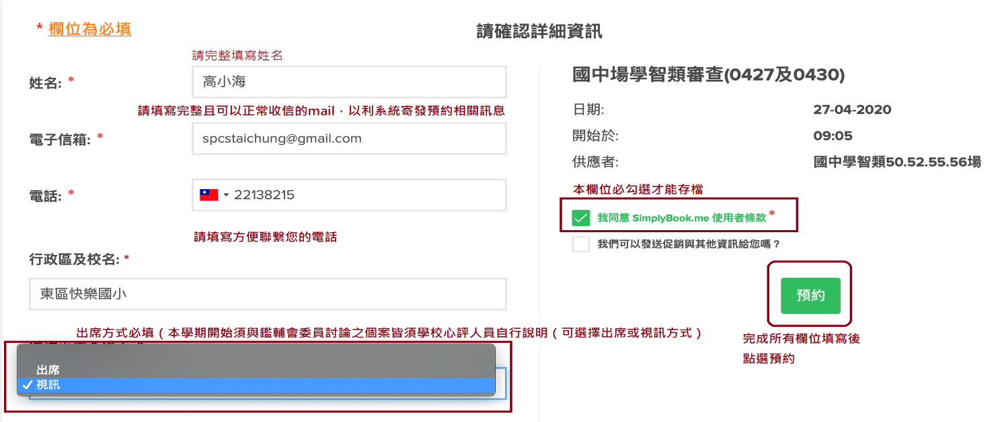 * 欄位為必填
請完整填寫姓名
姓名: *
高小海
請填寫完整且可以正常收信的mail，以利系統寄發預約相關訊息
電子信箱: *
spcstaichung@gmail.com
電話: *
22138215
請填寫方便聯繫您的電話
行政區及校名: *
東區快樂國小
出席方式必填（本學期開始須與鑑輔會委員討論之個案皆須學校心評人員自行說明（可選擇出席或視訊方式）
出席
✓ 視訊
請確認詳細資訊
國中場學智類審查(0427及0430)
日期: 27-04-2020
開始於: 09:05
供應者: 國中學智類50.52.55.56場
本欄位必勾選才能存檔
我同意 SimplyBook.me 使用者條款 *
我們可以發送促銷與其他資訊給您嗎？
預約
完成所有欄位填寫後
點選預約